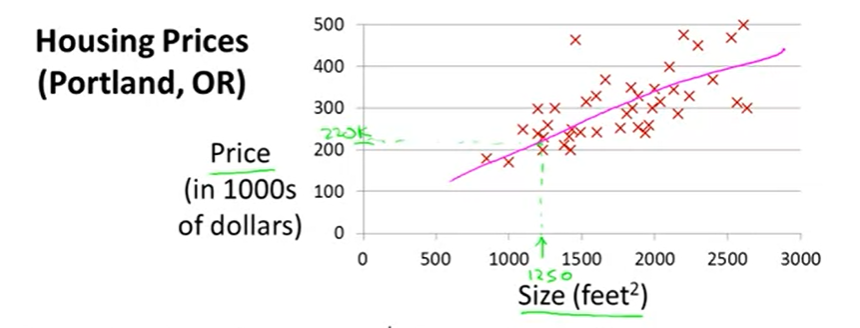 Housing Prices
(Portland, OR)
500
400
300
220K
200
100
0
Price
(in 1000s
of dollars)
0 500 1000 1500 2000 2500 3000
1250
Size (feet²)